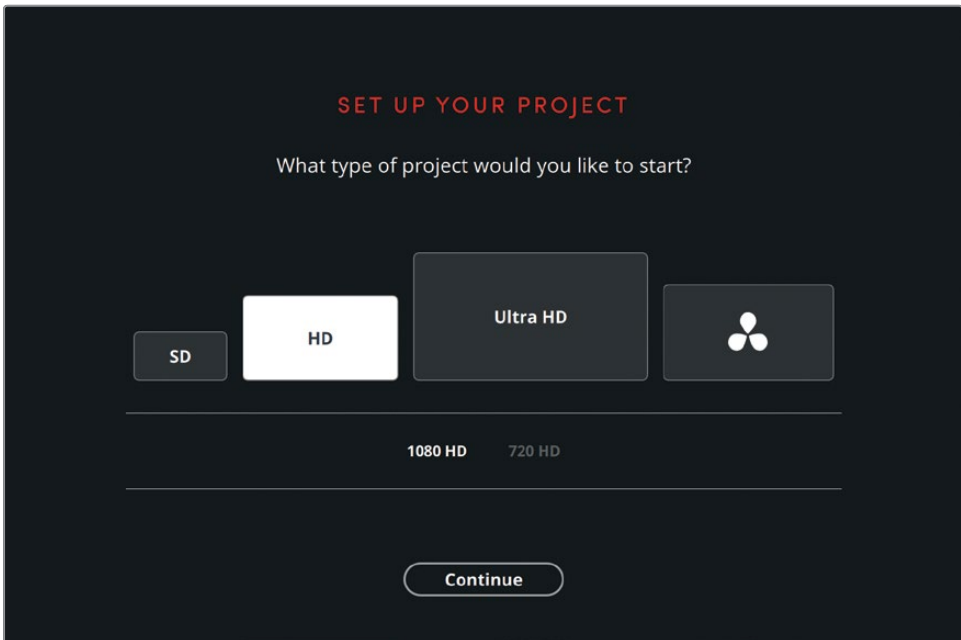 SET UP YOUR PROJECT
What type of project would you like to start?
SD
HD
Ultra HD
1080 HD 720 HD
Continue